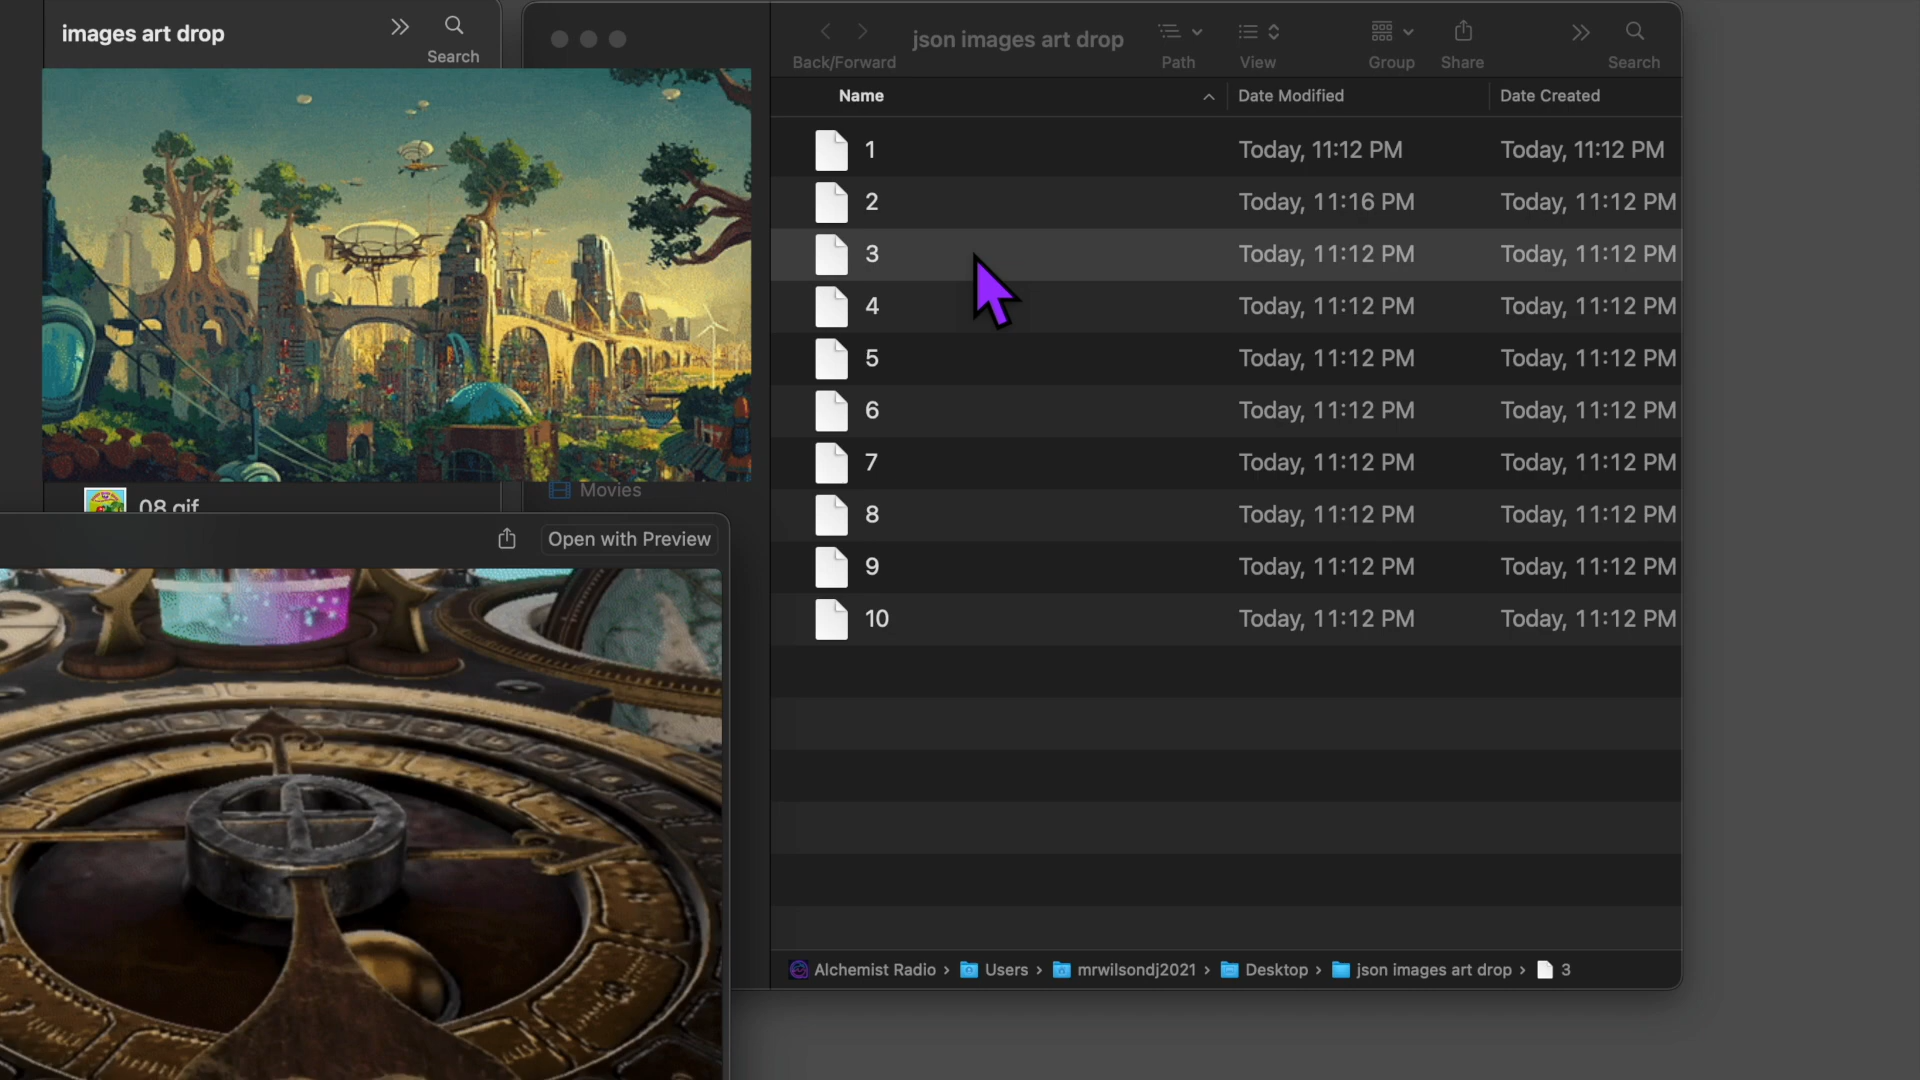 images art drop
Search
08.gif
Open with Preview
Movies
Back/Forward
json images art drop
Path
View
Group
Share
Search
Name Date Modified Date Created
1 Today, 11:12 PM Today, 11:12 PM
2 Today, 11:16 PM Today, 11:12 PM
3 Today, 11:12 PM Today, 11:12 PM
4 Today, 11:12 PM Today, 11:12 PM
5 Today, 11:12 PM Today, 11:12 PM
6 Today, 11:12 PM Today, 11:12 PM
7 Today, 11:12 PM Today, 11:12 PM
8 Today, 11:12 PM Today, 11:12 PM
9 Today, 11:12 PM Today, 11:12 PM
10 Today, 11:12 PM Today, 11:12 PM
Alchemist Radio › Users › mrwilsondj2021 › Desktop › json images art drop › 3